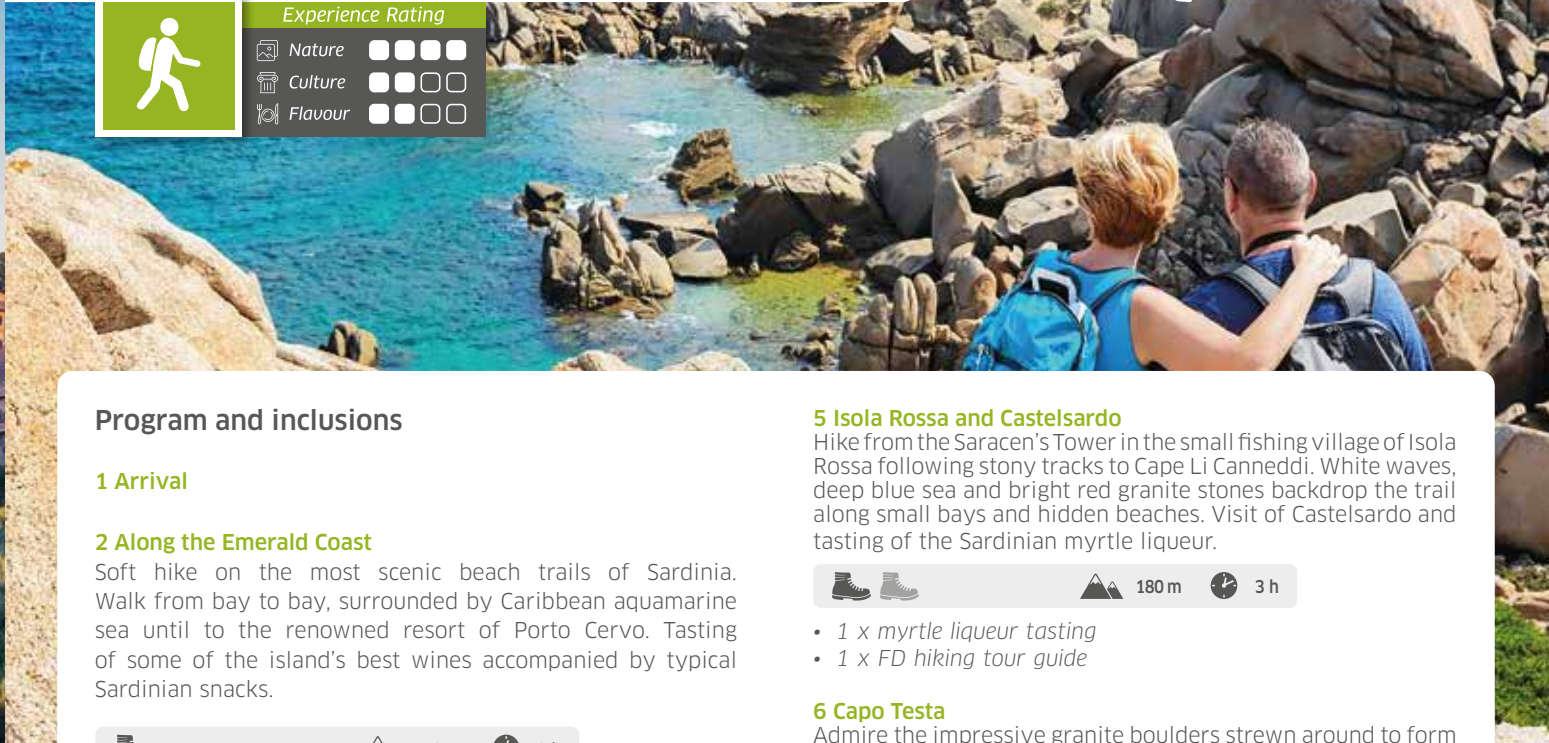 Experience Rating
Nature
Culture
Flavour
Program and inclusions
1 Arrival
2 Along the Emerald Coast
Soft hike on the most scenic beach trails of Sardinia.
Walk from bay to bay, surrounded by Caribbean aquamarine
sea until to the renowned resort of Porto Cervo. Tasting
of some of the island's best wines accompanied by typical
Sardinian snacks.
5 Isola Rossa and Castelsardo
Hike from the Saracen's Tower in the small fishing village of Isola
Rossa following stony tracks to Cape Li Canneddi. White waves,
deep blue sea and bright red granite stones backdrop the trail
along small bays and hidden beaches. Visit of Castelsardo and
tasting of the Sardinian myrtle liqueur.
180 m 3 h
• 1 x myrtle liqueur tasting
• 1 x FD hiking tour guide
6 Capo Testa
Admire the impressive granite boulders strewn around to form